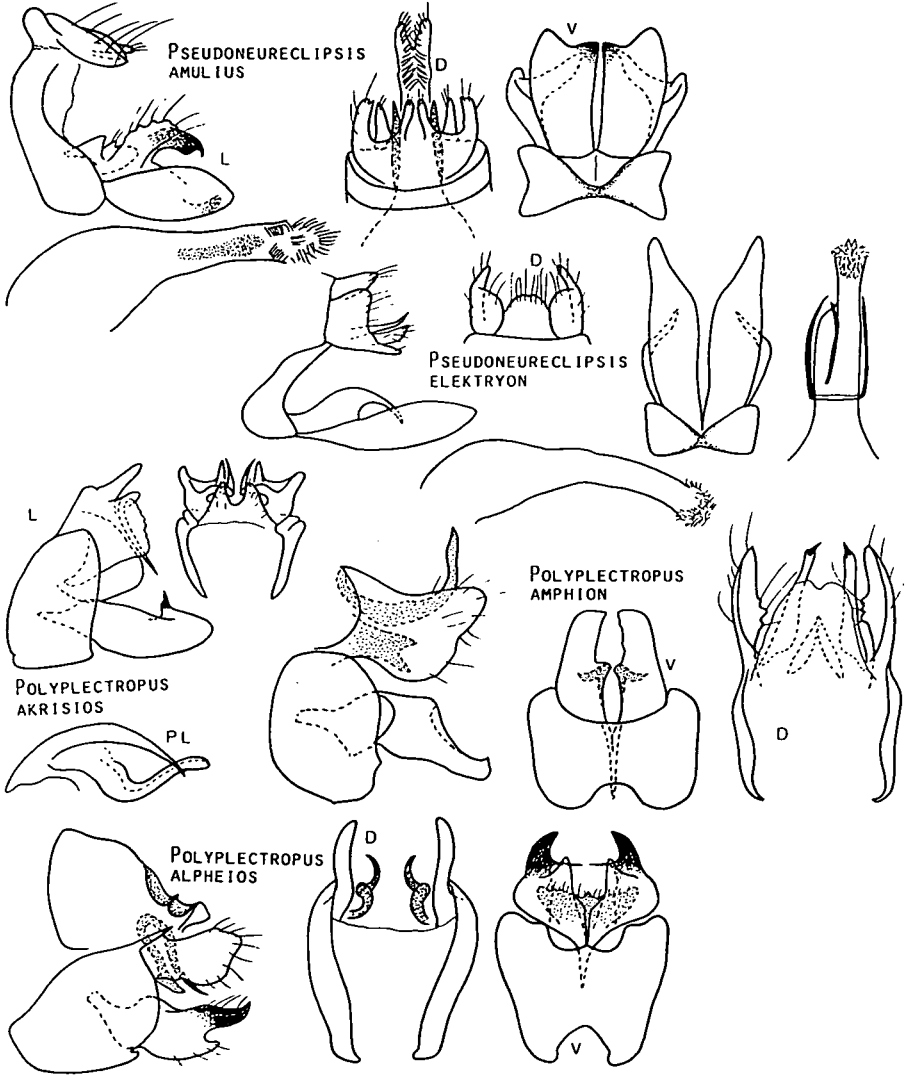 PSEUDONEURECLIPSIS
AMULIUS
L
D
V
D
PSEUDONEURECLIPSIS
ELEKTRYON
L
POLYPLECTROPUS
AKRISIOS
PL
POLYPLECTROPUS
AMPHION
V
D
POLYPLECTROPUS
ALPHEIOS
D
V